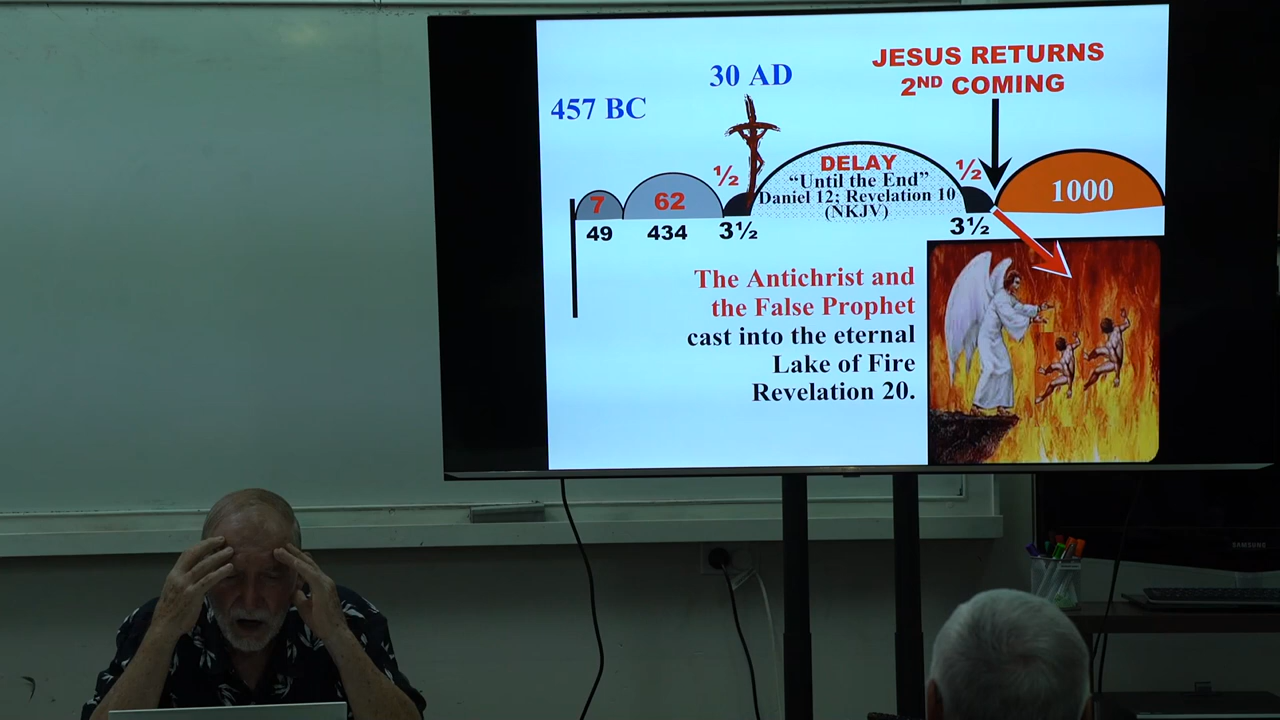 JESUS RETURNS
2ND COMING
30 AD
457 BC
½
½
DELAY
"Until the End"
Daniel 12; Revelation 10
(NKJV)
7
62
1000
49
434
3½
3½
The Antichrist and
the False Prophet
cast into the eternal
Lake of Fire
Revelation 20.
SAMSUNG